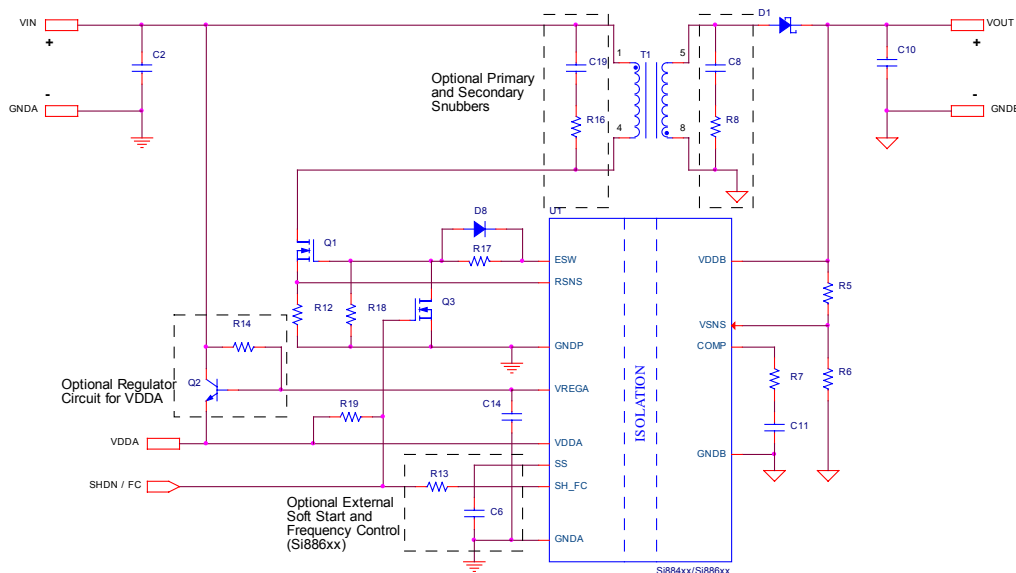 VIN
D1
VOUT
+
+
C2
C19
1
T1
5
C8
C10
Optional Primary
and Secondary
Snubbers
-
-
GNDA
GNDB
R16
4
8
R8
U1
D8
Q1
R17
ESW
VDDB
RSNS
R12
R18
Q3
R5
R14
VSNS
GNDP
COMP
Optional Regulator
Circuit for VDDA
Q2
VREGA
R7
R6
R19
C14
ISOLATION
C11
VDDA
VDDA
GNDB
SS
SHDN / FC
R13
SH_FC
Optional External
Soft Start and
Frequency Control
(Si886xx)
C6
GNDA
Si884xx/Si886xx